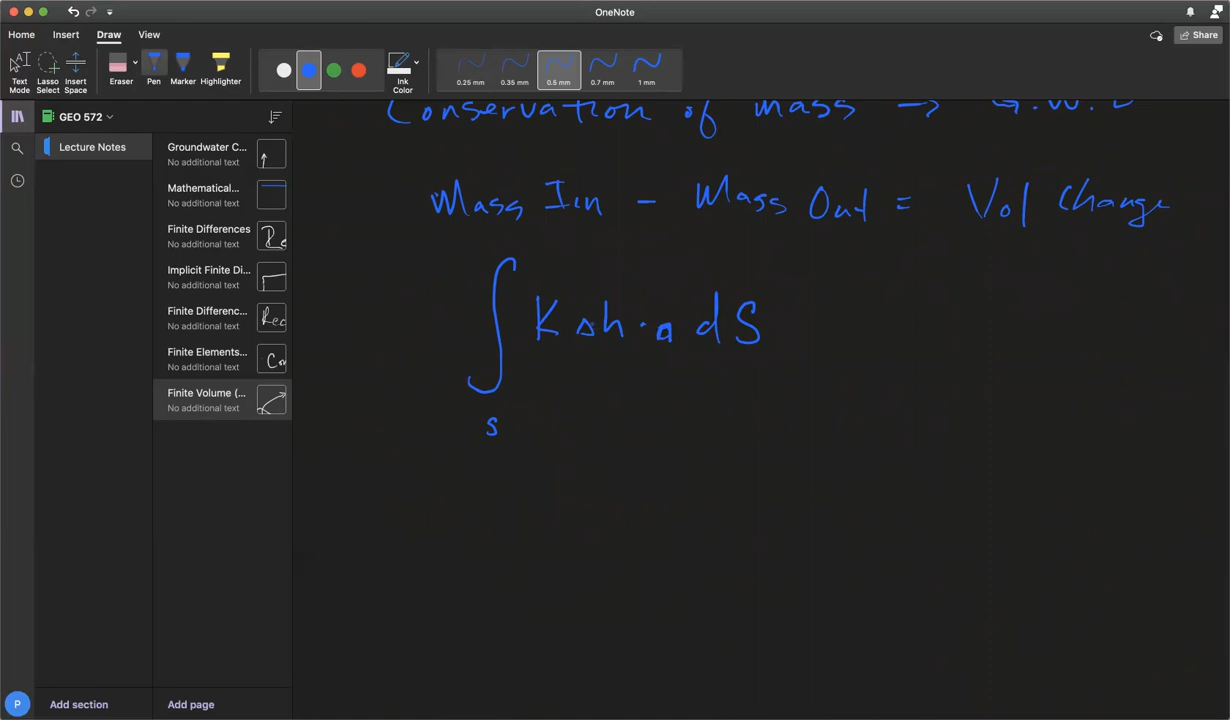 OneNote
Home Insert Draw View
Share
Text Mode
Lasso Select
Insert Space
Eraser
Pen
Marker
Highlighter
Ink Color
0.25 mm 0.35 mm 0.5 mm 0.7 mm 1 mm
GEO 572
Lecture Notes
Groundwater C...
No additional text
Mathematical...
No additional text
Finite Differences
No additional text
Implicit Finite Di...
No additional text
Finite Differenc...
No additional text
Finite Elements...
No additional text
Finite Volume (...
No additional text
Conservation of mass →
Mass In - Mass Out = Vol Change
∫ K Δh · n dS
s
P
Add section
Add page